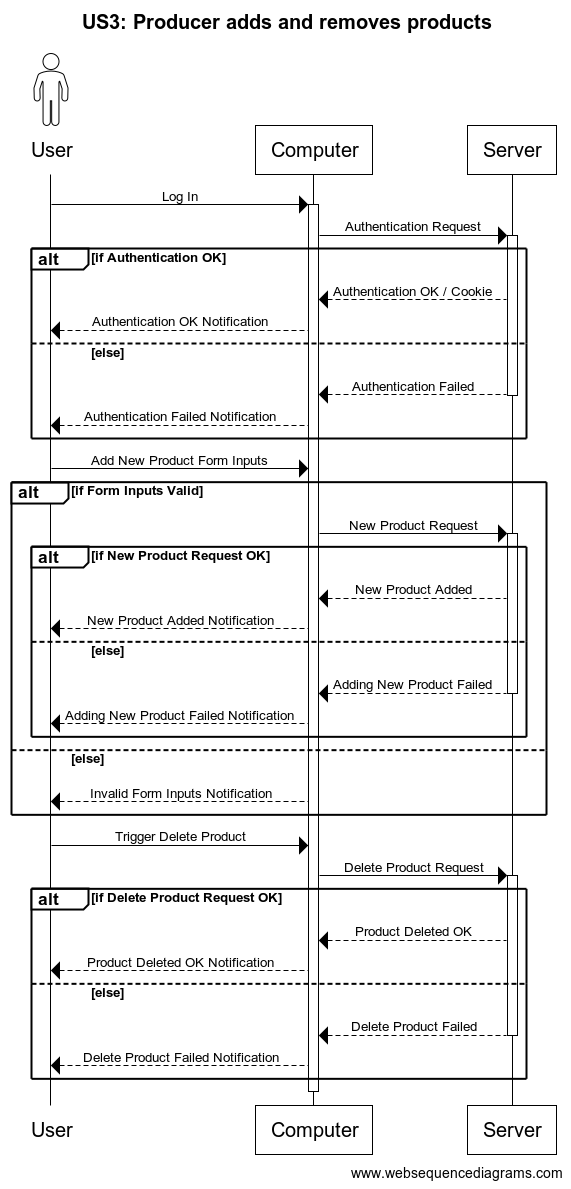 US3: Producer adds and removes products
User
Computer
Server
Log In
Authentication Request
alt [if Authentication OK]
Authentication OK / Cookie
Authentication OK Notification
[else]
Authentication Failed
Authentication Failed Notification
Add New Product Form Inputs
alt [if Form Inputs Valid]
New Product Request
alt [if New Product Request OK]
New Product Added
New Product Added Notification
[else]
Adding New Product Failed
Adding New Product Failed Notification
[else]
Invalid Form Inputs Notification
Trigger Delete Product
Delete Product Request
alt [if Delete Product Request OK]
Product Deleted OK
Product Deleted OK Notification
[else]
Delete Product Failed
Delete Product Failed Notification
User
Computer
Server
www.websequencediagrams.com